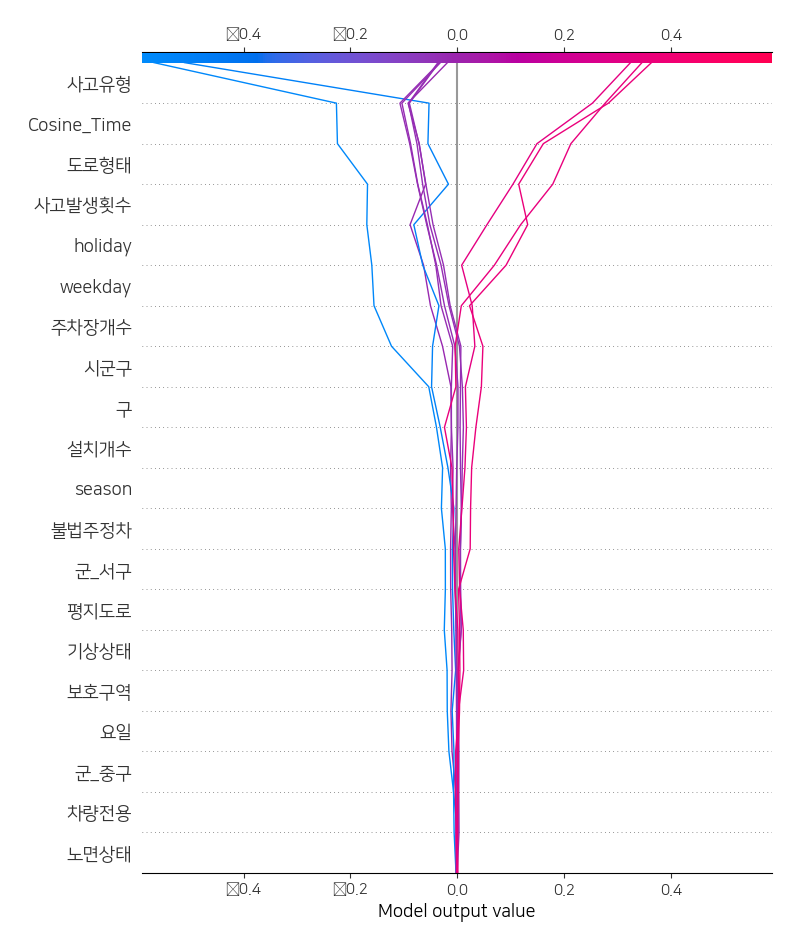 0.4 0.2 0.0 0.2 0.4
사고유형
Cosine_Time
도로형태
사고발생횟수
holiday
weekday
주차장개수
시군구
구
설치개수
season
불법주정차
군_서구
평지도로
기상상태
보호구역
요일
군_중구
차량전용
노면상태
0.4 0.2 0.0 0.2 0.4
Model output value